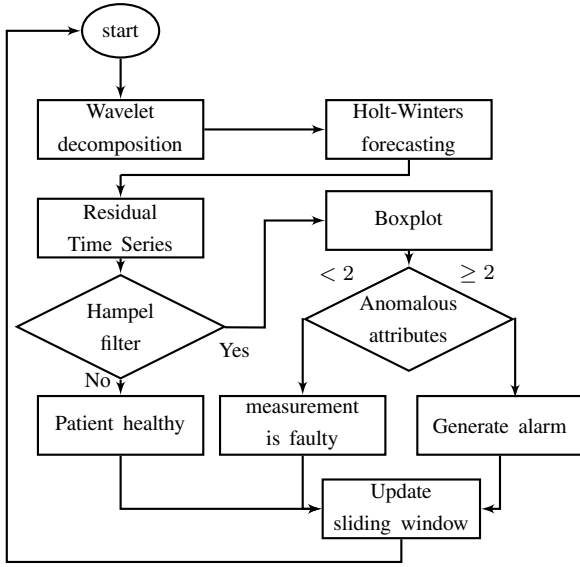 start
Wavelet
decomposition
Holt-Winters
forecasting
Residual
Time Series
Boxplot
< 2
≥ 2
Hampel
filter
Anomalous
attributes
Yes
No
Patient healthy
measurement
is faulty
Generate alarm
Update
sliding window